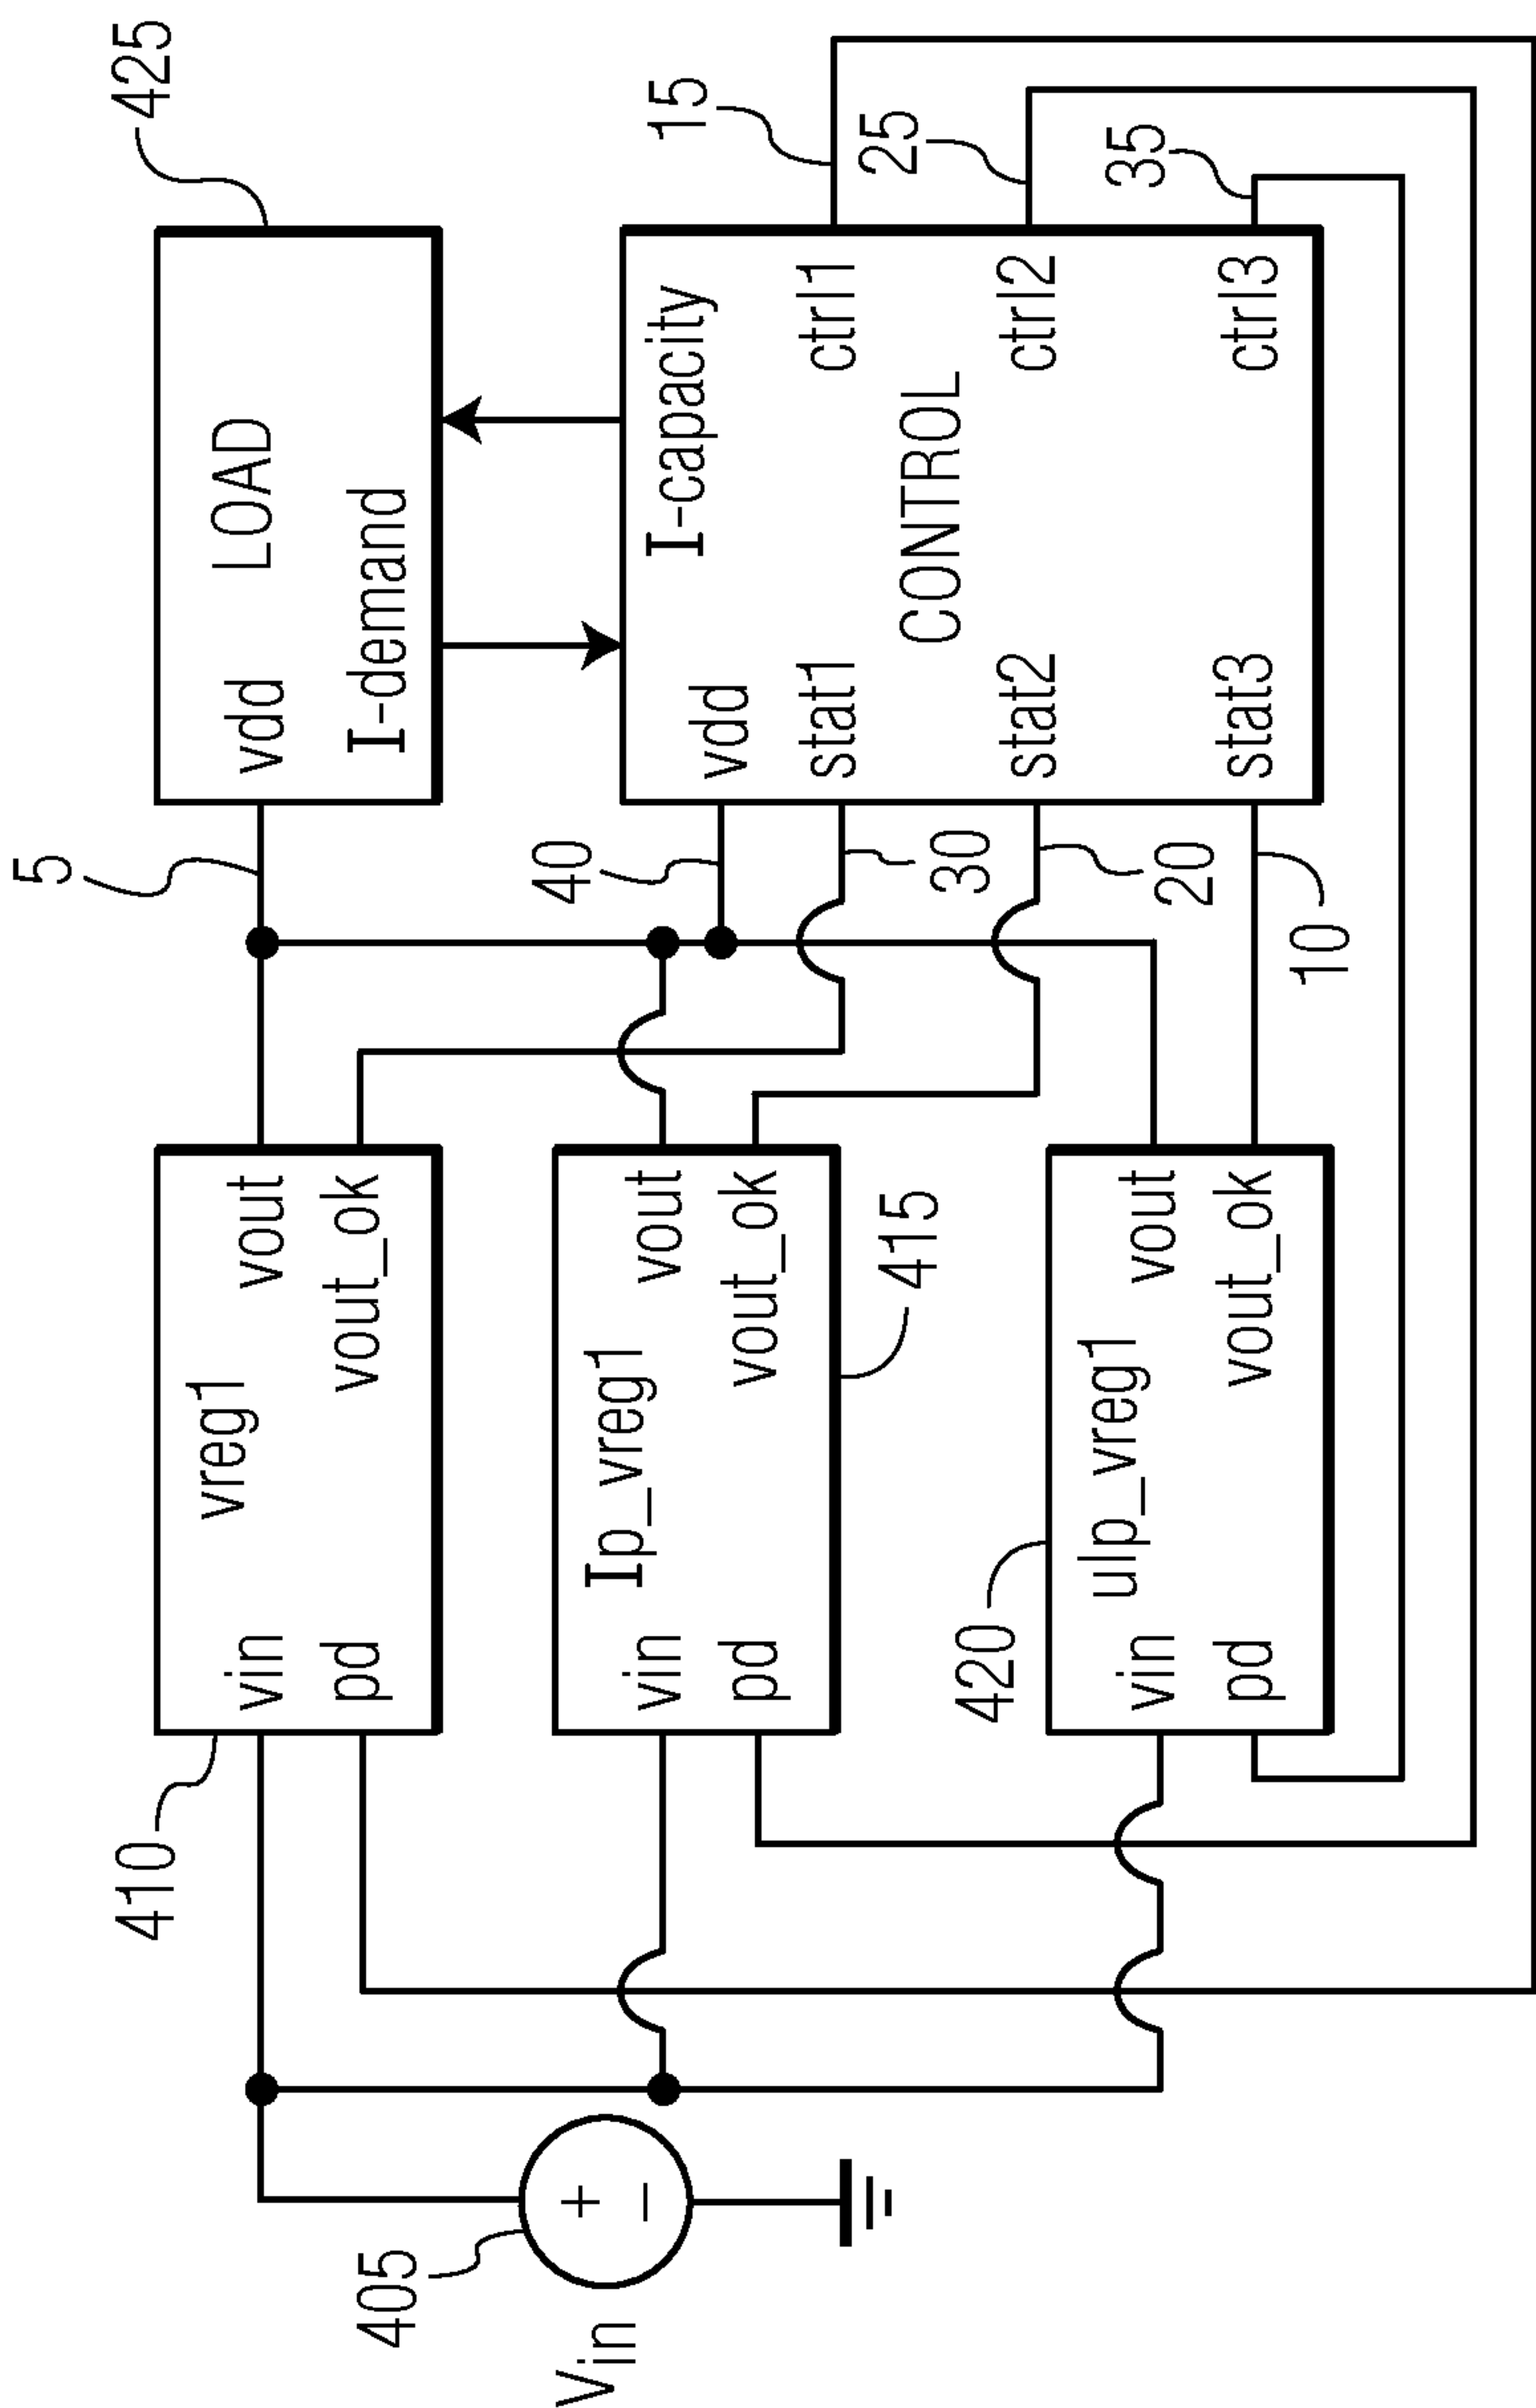 425
5
LOAD
vdd
I-demand
410
vreg1
vin
vout
pd
vout_ok
15
25
35
40
I-capacity
vdd
ctrl1
stat1
CONTROL
ctrl2
stat2
ctrl3
stat3
30
20
10
Ip_vreg1
vin
vout
pd
vout_ok
415
420
ulp_vreg1
vin
vout
pd
vout_ok
405
+
−
Vin